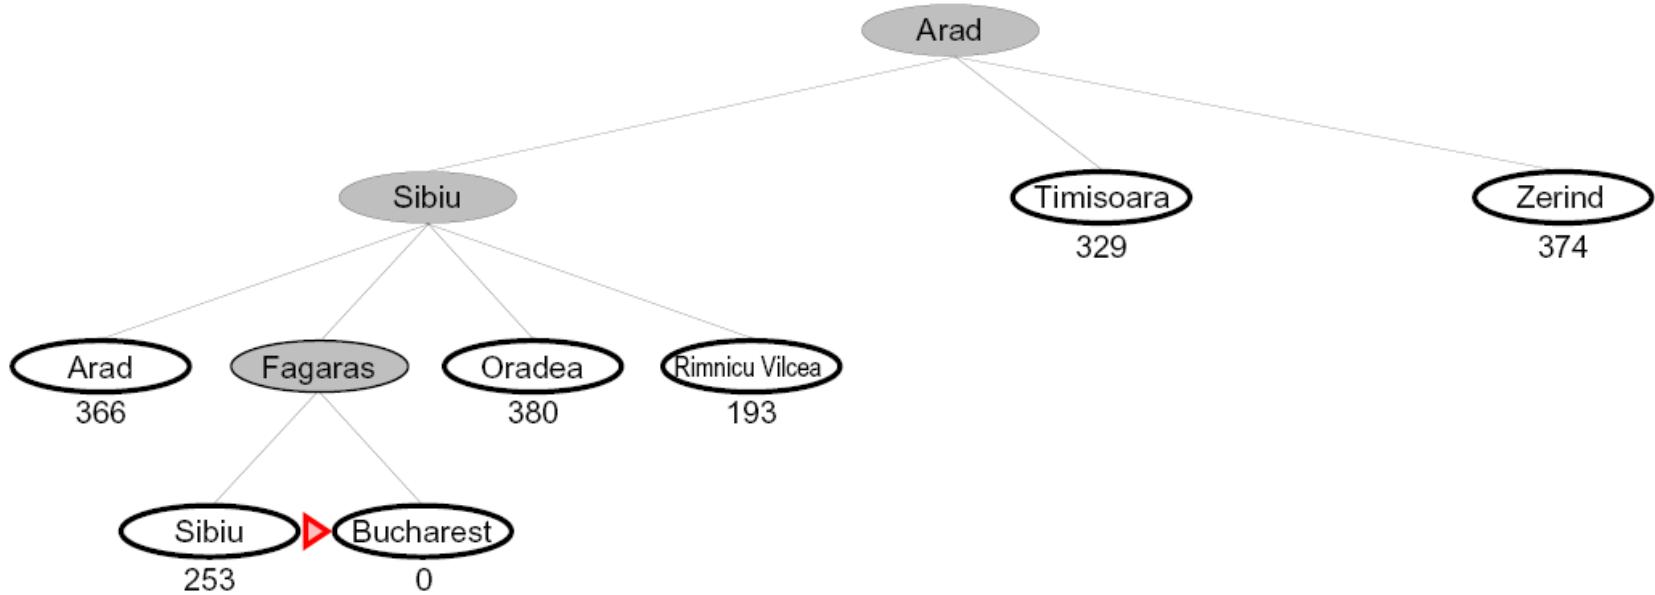 Arad
Sibiu
Timisoara
Zerind
329
374
Arad
Fagaras
Oradea
Rimnicu Vilcea
366
380
193
Sibiu
Bucharest
253
0